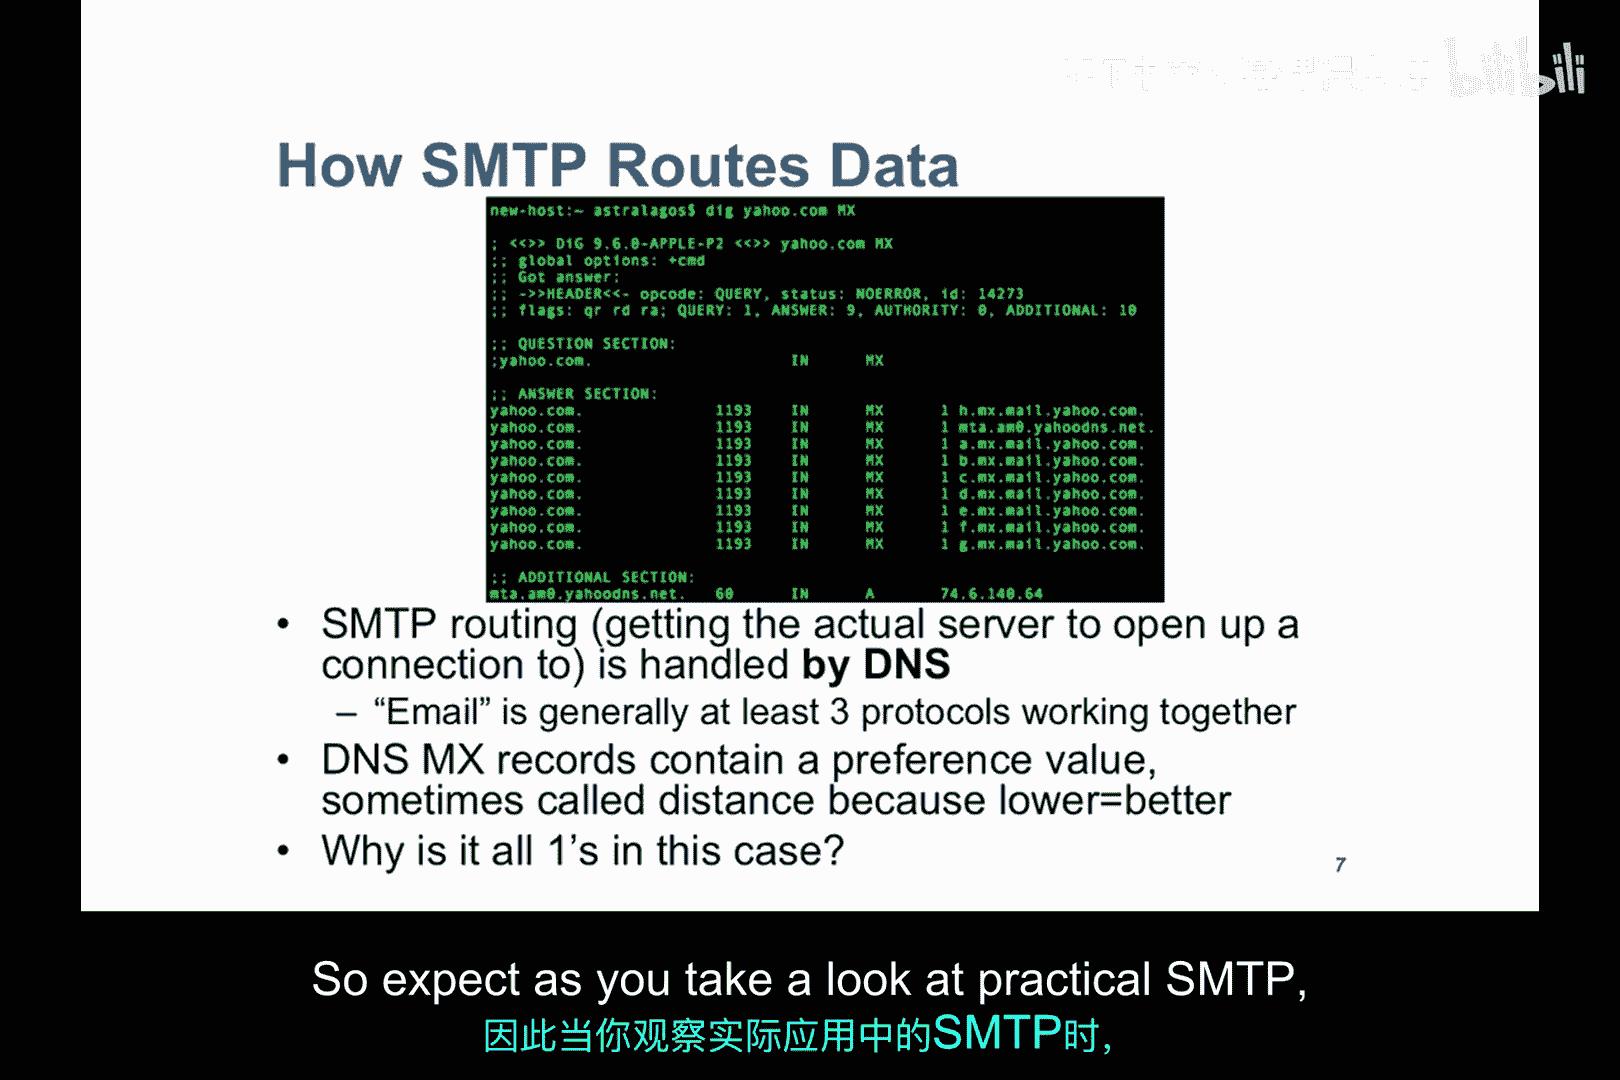 bilibili
How SMTP Routes Data
new-host:~ astralagos$ dig yahoo.com MX
; <<>> DiG 9.6.0-APPLE-P2 <<>> yahoo.com MX
;; global options: +cmd
;; Got answer:
;; ->>HEADER<<- opcode: QUERY, status: NOERROR, id: 14273
;; flags: qr rd ra; QUERY: 1, ANSWER: 9, AUTHORITY: 0, ADDITIONAL: 10
;; QUESTION SECTION:
;yahoo.com. IN MX
;; ANSWER SECTION:
yahoo.com. 1193 IN MX 1 h.mx.mail.yahoo.com.
yahoo.com. 1193 IN MX 1 mta.am0.yahoodns.net.
yahoo.com. 1193 IN MX 1 a.mx.mail.yahoo.com.
yahoo.com. 1193 IN MX 1 b.mx.mail.yahoo.com.
yahoo.com. 1193 IN MX 1 c.mx.mail.yahoo.com.
yahoo.com. 1193 IN MX 1 d.mx.mail.yahoo.com.
yahoo.com. 1193 IN MX 1 e.mx.mail.yahoo.com.
yahoo.com. 1193 IN MX 1 f.mx.mail.yahoo.com.
yahoo.com. 1193 IN MX 1 g.mx.mail.yahoo.com.
;; ADDITIONAL SECTION:
mta.am0.yahoodns.net. 60 IN A 74.6.140.64
• SMTP routing (getting the actual server to open up a
connection to) is handled by DNS
– “Email” is generally at least 3 protocols working together
• DNS MX records contain a preference value,
sometimes called distance because lower=better
• Why is it all 1’s in this case?
7
So expect as you take a look at practical SMTP,
因此当你观察实际应用中的SMTP时，